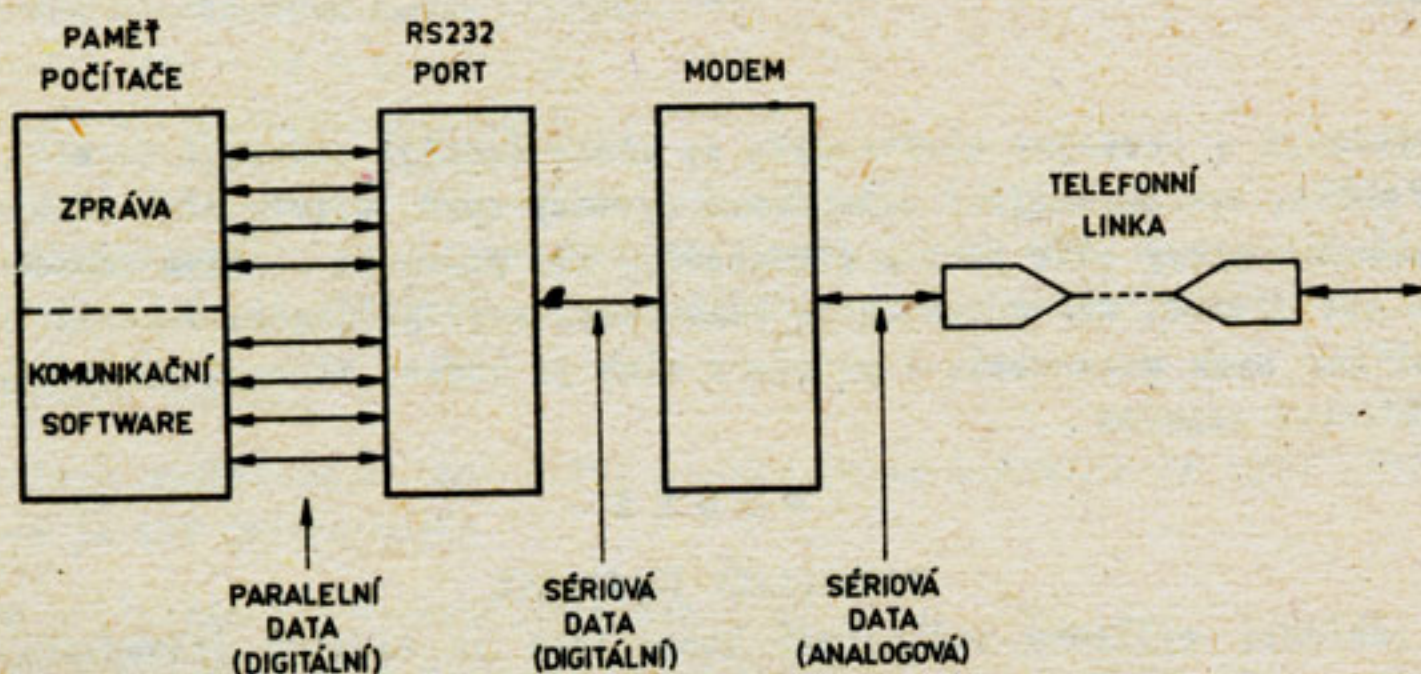 PAMĚŤ
POČÍTAČE
RS232
PORT
MODEM
ZPRÁVA
KOMUNIKAČNÍ
SOFTWARE
TELEFONNÍ
LINKA
PARALELNÍ
DATA
(DIGITÁLNÍ)
SÉRIOVÁ
DATA
(DIGITÁLNÍ)
SÉRIOVÁ
DATA
(ANALOGOVÁ)